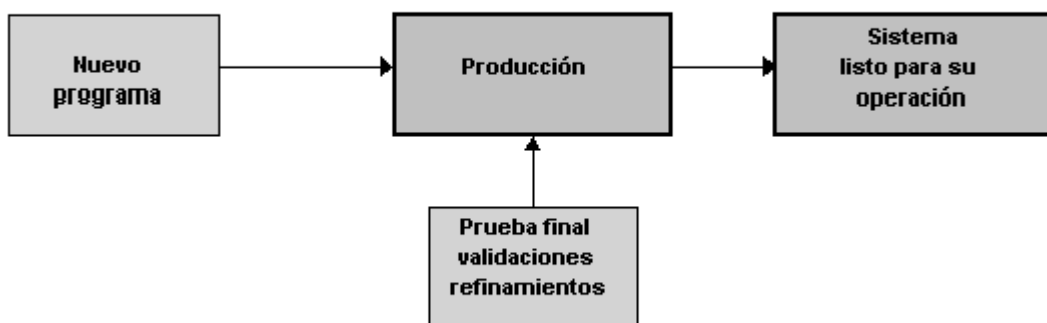 Nuevo
programa
Producción
Sistema
listo para su
operación
Prueba final
validaciones
refinamientos